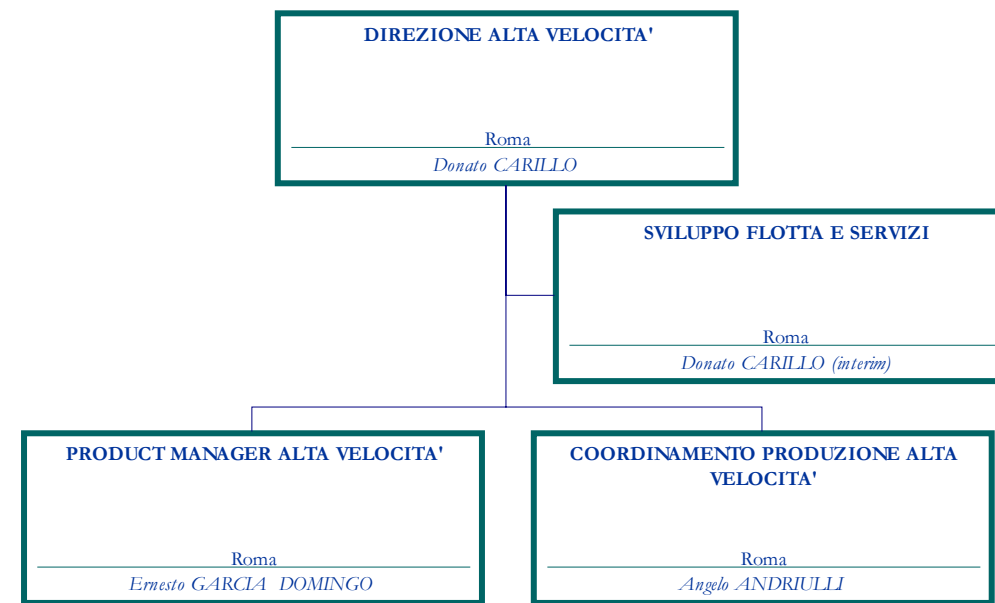 DIREZIONE ALTA VELOCITA'
Roma
Donato CARILLO
SVILUPPO FLOTTA E SERVIZI
Roma
Donato CARILLO (interim)
PRODUCT MANAGER ALTA VELOCITA'
Roma
Ernesto GARCIA DOMINGO
COORDINAMENTO PRODUZIONE ALTA
VELOCITA'
Roma
Angelo ANDRIULLI